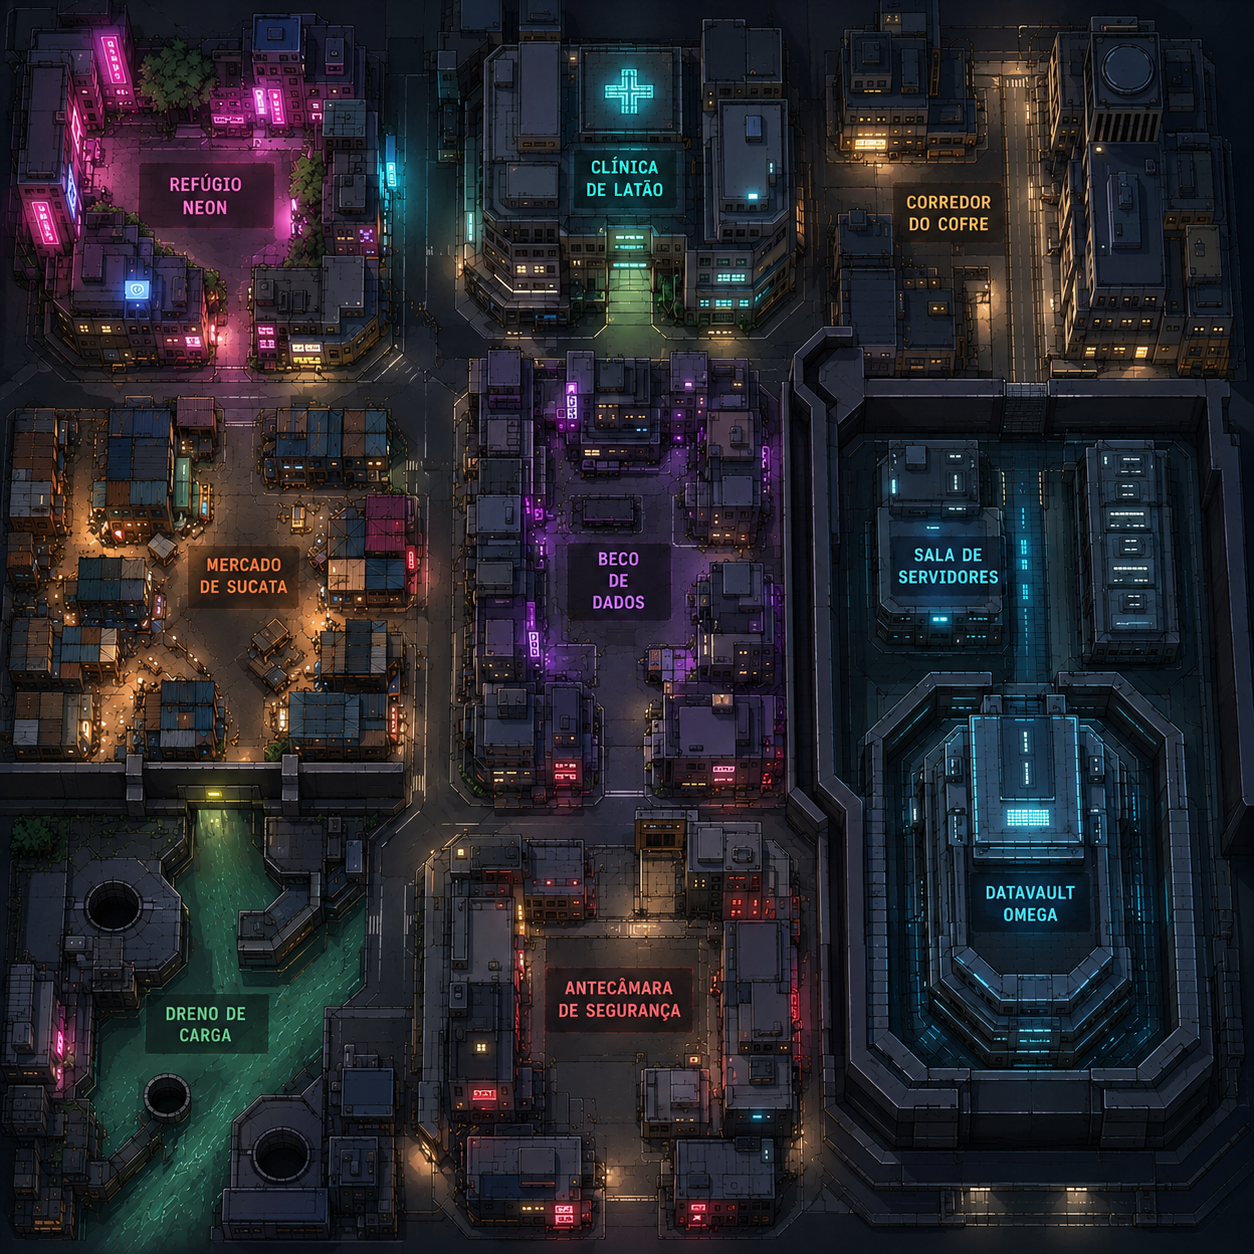 REFÚGIO
NEON
CLÍNICA
DE LATÃO
CORREDOR
DO COFRE
MERCADO
DE SUCATA
BECO
DE
DADOS
SALA DE
SERVIDORES
DATAVAULT
OMEGA
ANTECÂMARA
DE SEGURANÇA
DRENO DE
CARGA